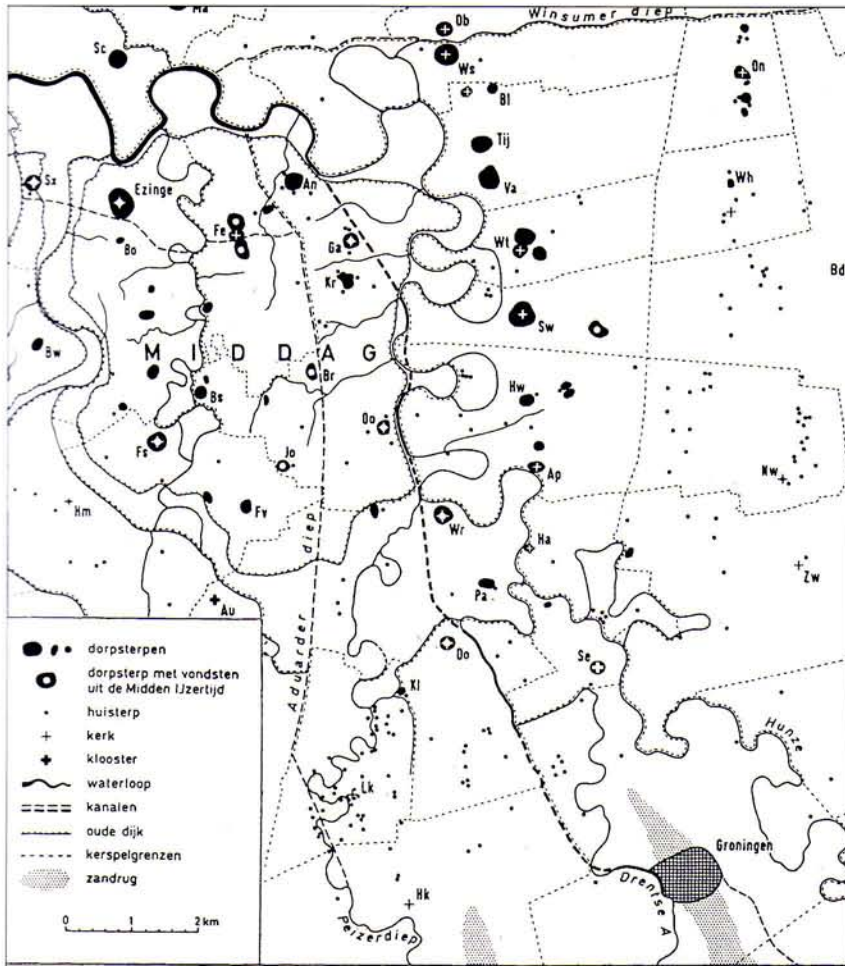 Ma
Ob
Winsumer diep
Sc
Ws
On
Bl
Tij
Sx
Ezinge
An
Va
Wh
Fe
Bo
Ga
Wt
Kr
Bd
Sw
Bw
MIDDAG
Br
Bs
Hw
Oo
Fs
Jo
Ap
Nw
Hm
Fv
Wr
Ha
Zw
Au
Pa
Aduarder diep
Do
Se
Kl
Hunze
Lk
Groningen
Hk
Drentse A
Peizerdiep
dorpsterpen
dorpsterp met vondsten
uit de Midden IJzertijd
huisterp
kerk
klooster
waterloop
kanalen
oude dijk
kerspelgrenzen
zandrug
0 2 km